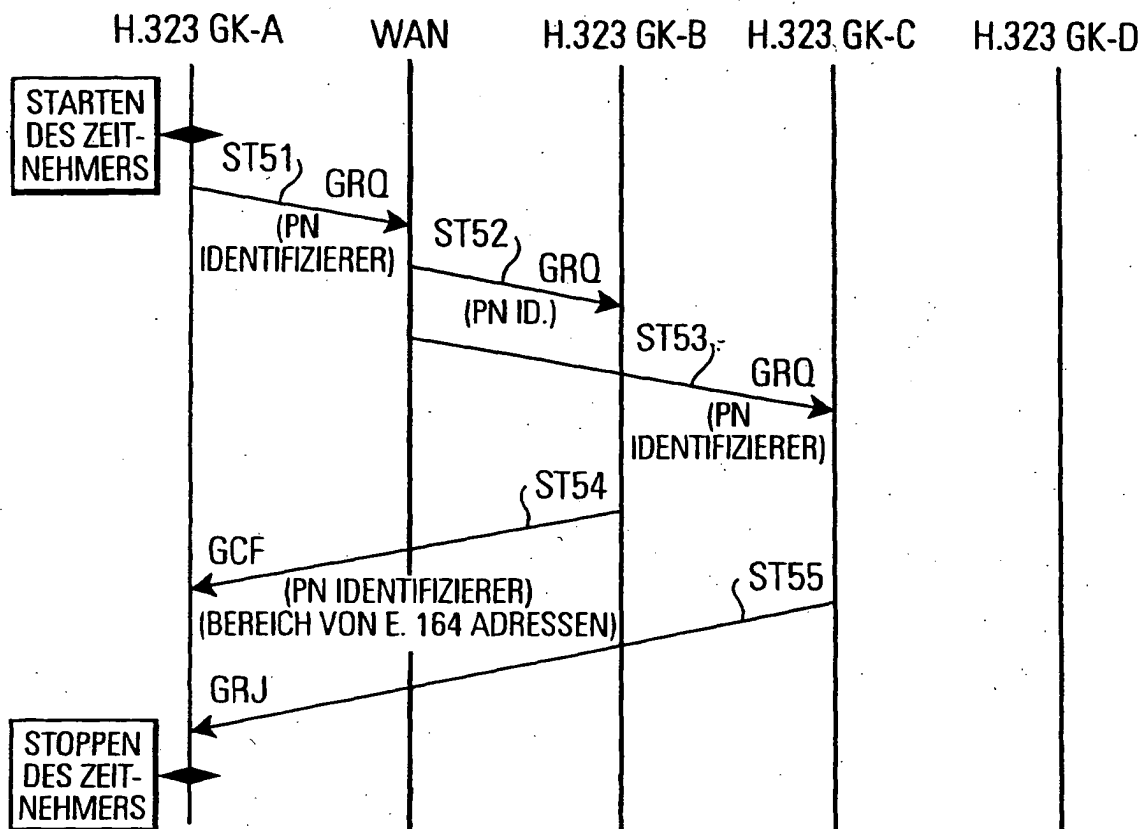 H.323 GK-A WAN H.323 GK-B H.323 GK-C H.323 GK-D
STARTEN
DES ZEIT-
NEHMERS
ST51
GRQ
(PN
IDENTIFIZIERER)
ST52
GRQ
(PN ID.)
ST53
GRQ
(PN
IDENTIFIZIERER)
ST54
GCF
(PN IDENTIFIZIERER)
(BEREICH VON E. 164 ADRESSEN)
ST55
GRJ
STOPPEN
DES ZEIT-
NEHMERS